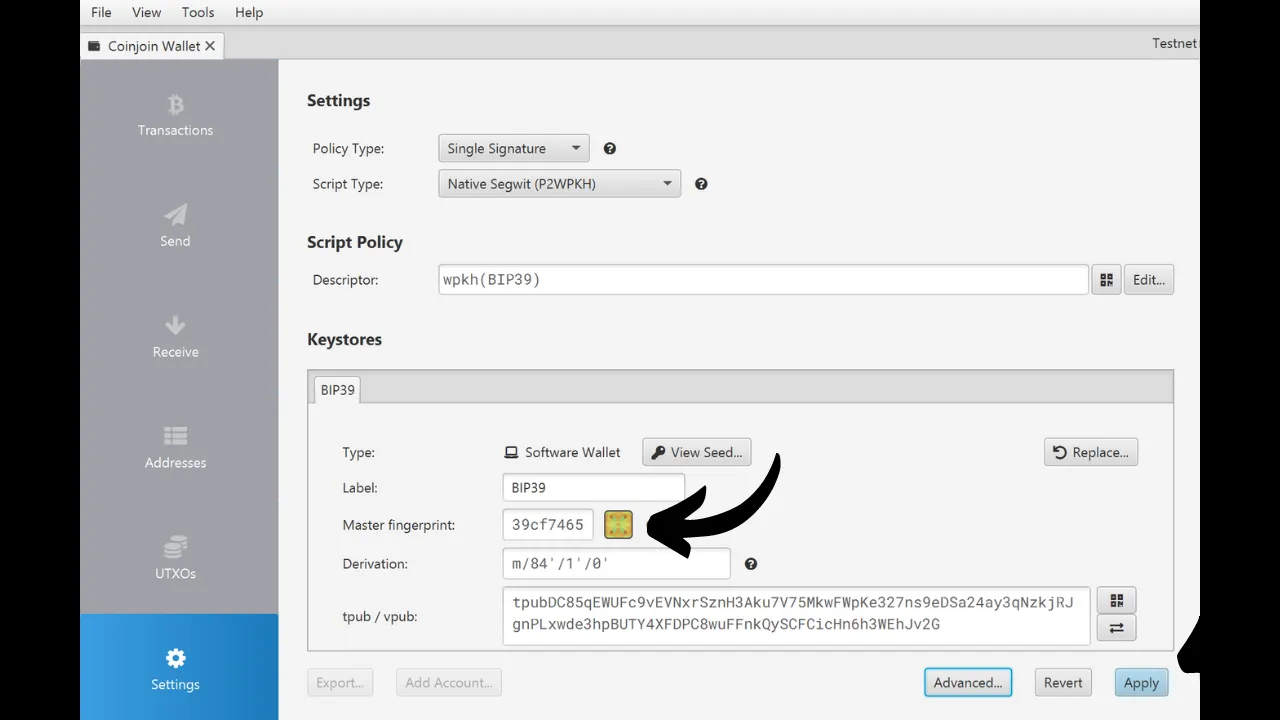 File View Tools Help
Coinjoin Wallet
Testnet
Transactions
Send
Receive
Addresses
UTXOs
Settings
Settings
Policy Type: Single Signature
Script Type: Native Segwit (P2WPKH)
Script Policy
Descriptor: wpkh(BIP39) Edit...
Keystores
BIP39
Type: Software Wallet View Seed... Replace...
Label: BIP39
Master fingerprint: 39cf7465
Derivation: m/84'/1'/0'
tpub / vpub: tpubDC85qEWUFc9vEVNxrSznH3Aku7V75MkwFWpKe327ns9eDSa24ay3qNzkjRJ
gnPLxwde3hpBUTY4XFDPC8wuFFnkQySCFCicHn6h3WEhJv2G
Export... Add Account... Advanced... Revert Apply